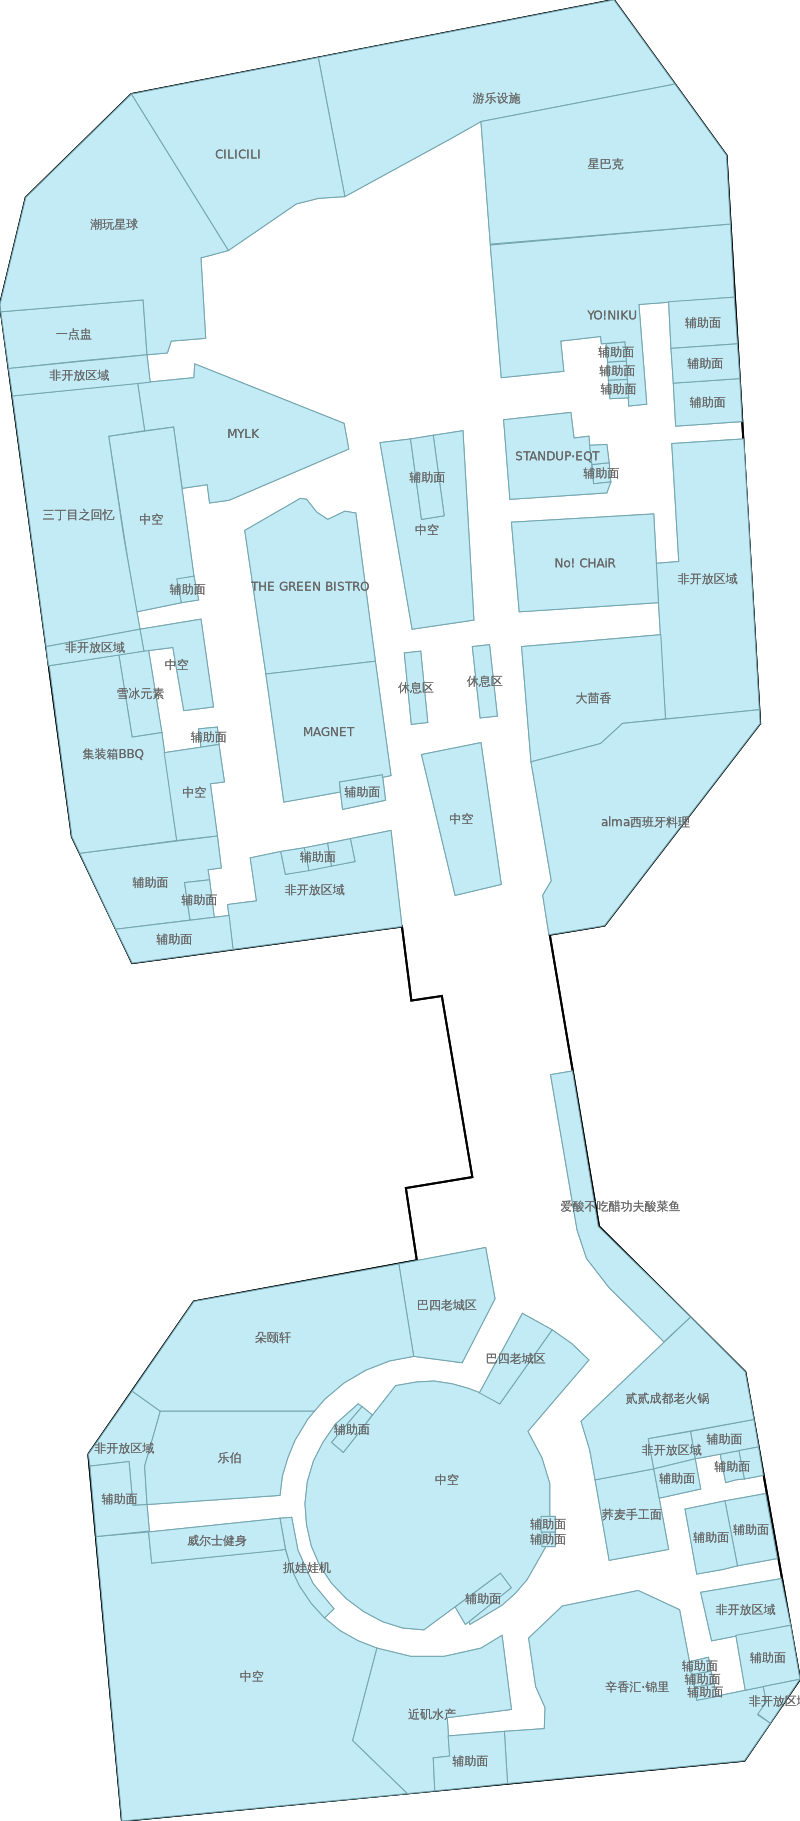 游乐设施
CILICILI
星巴克
潮玩星球
YO!NIKU
辅助面
一点盅
辅助面
辅助面
辅助面
非开放区域
辅助面
辅助面
MYLK
STANDUP·EQT
辅助面
辅助面
三丁目之回忆
中空
中空
No! CHAiR
非开放区域
THE GREEN BISTRO
辅助面
非开放区域
中空
雪冰元素
休息区
休息区
大茴香
MAGNET
辅助面
集装箱BBQ
中空
辅助面
中空
alma西班牙料理
辅助面
辅助面
非开放区域
辅助面
辅助面
爱酸不吃醋功夫酸菜鱼
巴四老城区
朵颐轩
巴四老城区
贰贰成都老火锅
辅助面
辅助面
非开放区域
非开放区域
乐伯
辅助面
中空
辅助面
辅助面
荞麦手工面
辅助面
辅助面
辅助面
辅助面
威尔士健身
抓娃娃机
辅助面
非开放区域
辅助面
辅助面
中空
辅助面
辛香汇·锦里
辅助面
非开放区域
近矶水产
辅助面